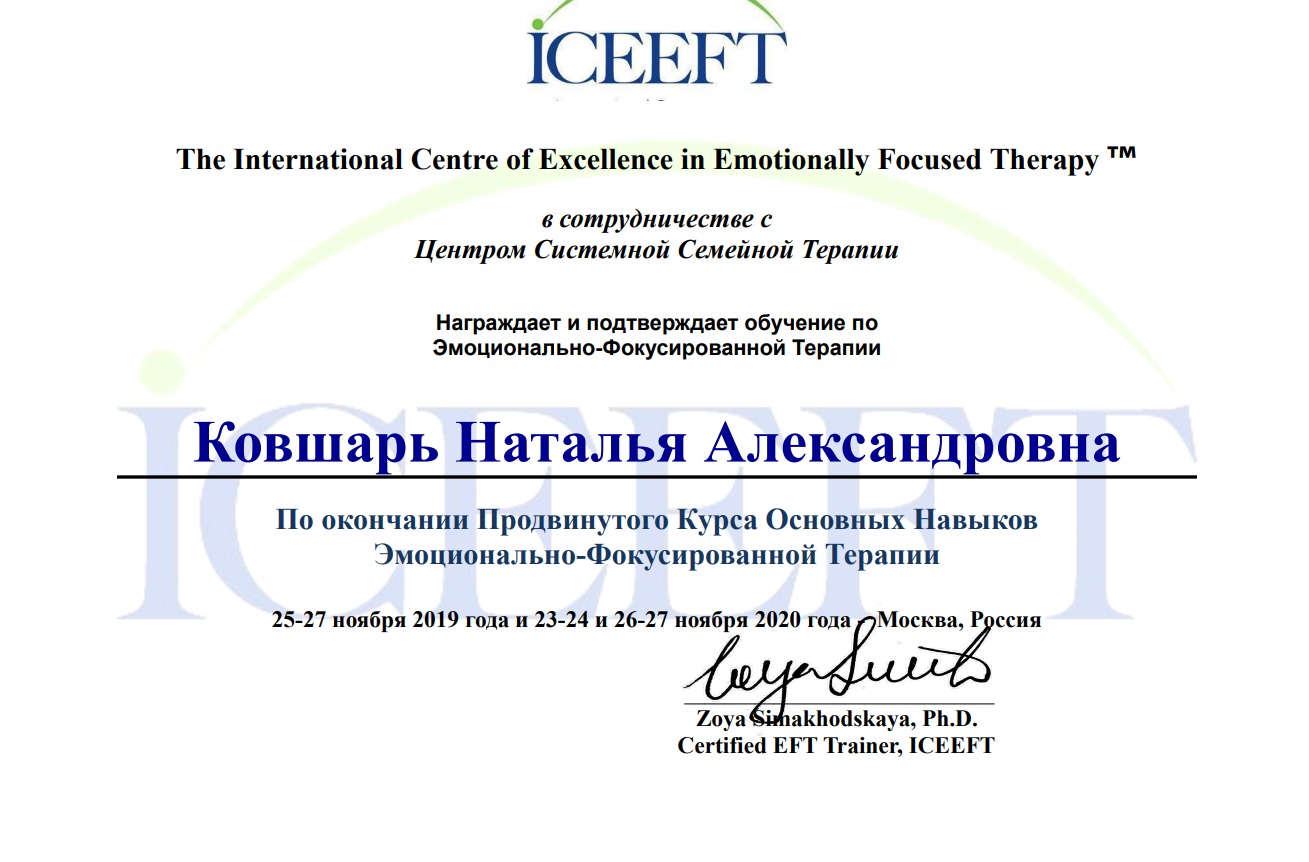 ICEEFT
The International Centre of Excellence in Emotionally Focused Therapy ™
в сотрудничестве с
Центром Системной Семейной Терапии
Награждает и подтверждает обучение по
Эмоционально-Фокусированной Терапии
ICEEFT
Ковшарь Наталья Александровна
По окончании Продвинутого Курса Основных Навыков
Эмоционально-Фокусированной Терапии
25-27 ноября 2019 года и 23-24 и 26-27 ноября 2020 года - Москва, Россия
Zoya Simakhodskaya, Ph.D.
Certified EFT Trainer, ICEEFT